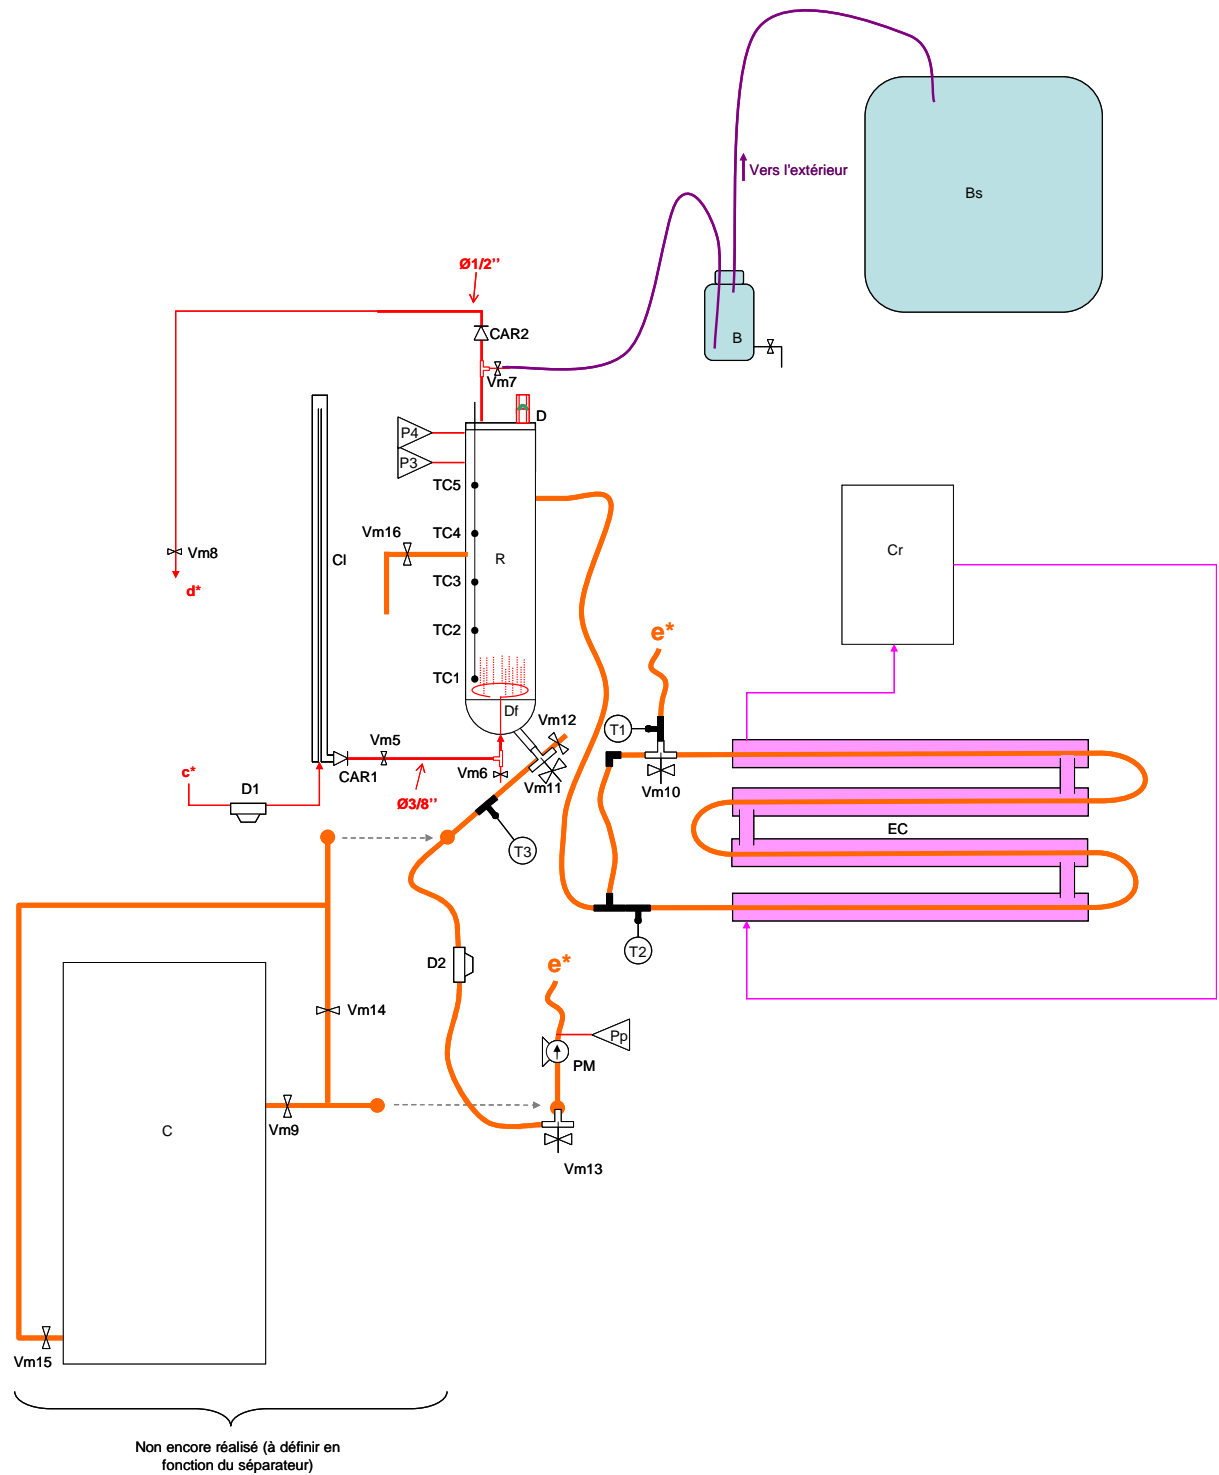 Vers l'extérieur
Bs
Ø1/2’’
CAR2
B
Vm7
D
P4
P3
TC5
Vm16
TC4
Cr
R
Vm8
CI
TC3
d*
TC2
e*
TC1
Df
Vm12
T1
Vm5
c*
CAR1
Vm6
Vm11
Vm10
D1
Ø3/8’’
EC
T3
T2
D2
e*
Vm14
Pp
PM
Vm9
C
Vm13
Vm15
Non encore réalisé (à définir en
fonction du séparateur)